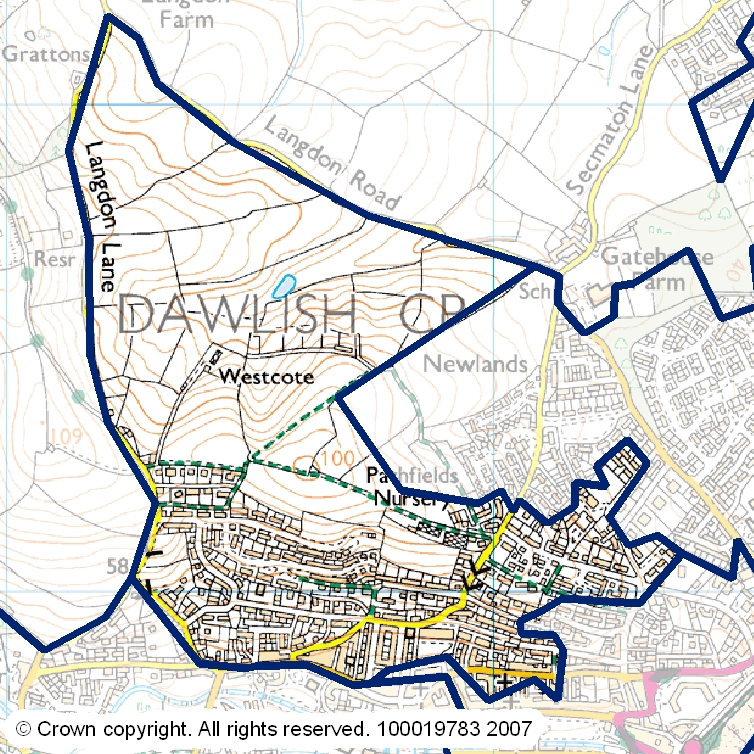 Langdon
Farm
Grattons
Langdon Road
Secmaton Lane
Langdon Lane
Resr
Gatehouse
Farm
40
Sch
DAWLISH CP
Newlands
Westcote
109
100
Pathfields
Nursery
58
© Crown copyright. All rights reserved. 100019783 2007